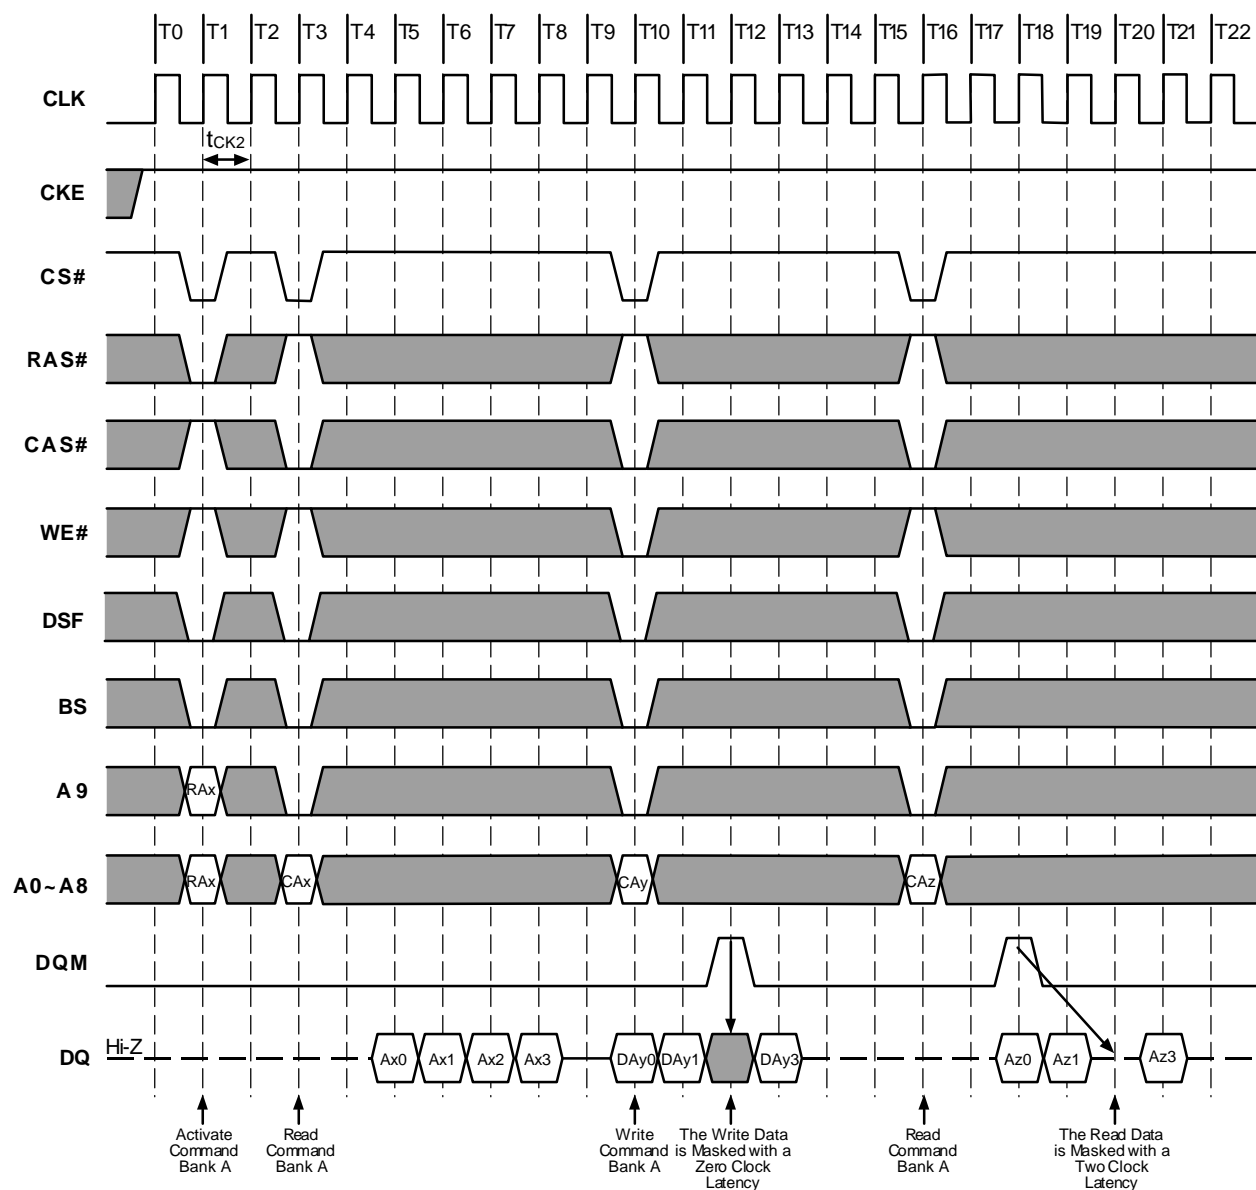 T0 T1 T2 T3 T4 T5 T6 T7 T8 T9 T10 T11 T12 T13 T14 T15 T16 T17 T18 T19 T20 T21 T22
CLK
tCK2
CKE
CS#
RAS#
CAS#
WE#
DSF
BS
A9 RAx
A0~A8 RAx CAx CAy CAz
DQM
DQ Hi-Z Ax0 Ax1 Ax2 Ax3 DAy0 DAy1 DAy3 Az0 Az1 Az3
Activate
Command
Bank A
Read
Command
Bank A
Write
Command
Bank A
The Write Data
is Masked with a
Zero Clock
Latency
Read
Command
Bank A
The Read Data
is Masked with a
Two Clock
Latency